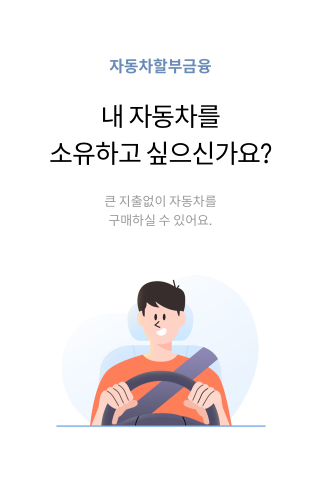 자동차할부금융
내 자동차를
소유하고 싶으신가요?
큰 지출없이 자동차를
구매하실 수 있어요.